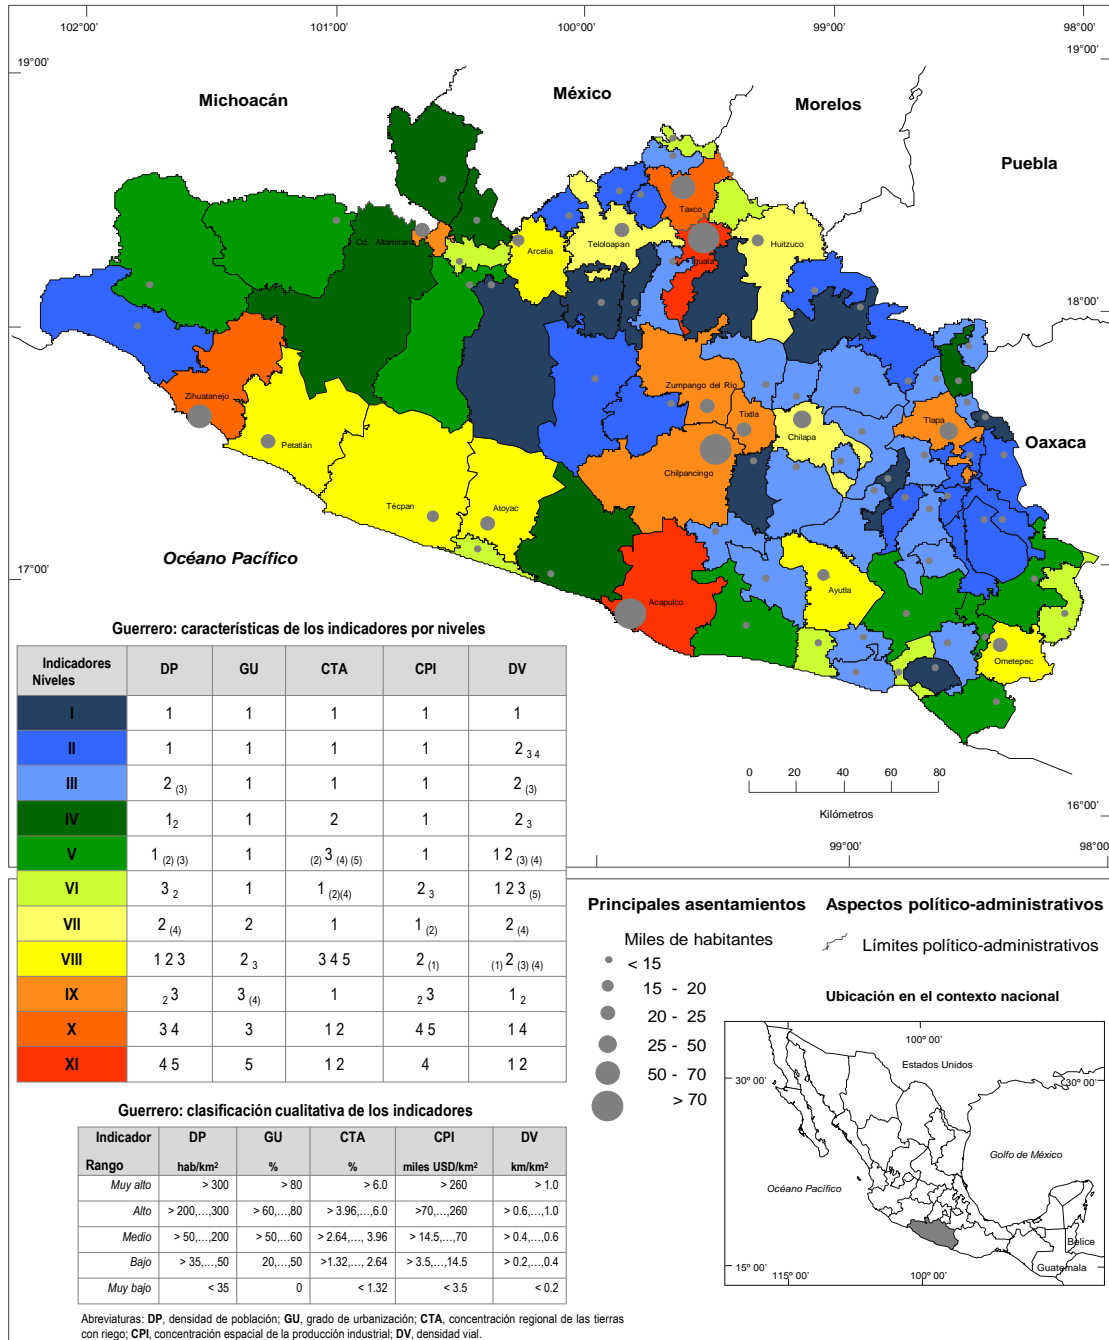 102°00' 101°00' 100°00' 99°00' 98°00'
19°00' 19°00'
Michoacán
México
Morelos
Puebla
Taxco
Cd. Altamirano
Arcelia
Teloloapan
Iguala
Huitzuco
18°00' 18°00'
Zumpango del Río
Zihuatanejo
Tixtla
Tlapa
Petatlán
Chilapa
Oaxaca
Chilpancingo
Técpan
Atoyac
Océano Pacífico
17°00' 17°00'
Ayutla
Acapulco
Ometepec
Guerrero: características de los indicadores por niveles
Indicadores Niveles DP GU CTA CPI DV
I 1 1 1 1 1
II 1 1 1 1 2 3 4
III 2 (3) 1 1 1 2 (3)
IV 1 2 1 2 1 2 3
V 1 (2) (3) 1 (2) 3 (4) (5) 1 1 2 (3) (4)
VI 3 2 1 1 (2)(4) 2 3 1 2 3 (5)
VII 2 (4) 2 1 1 (2) 2 (4)
VIII 1 2 3 2 3 3 4 5 2 (1) (1) 2 (3) (4)
IX 2 3 3 (4) 1 2 3 1 2
X 3 4 3 1 2 4 5 1 4
XI 4 5 5 1 2 4 1 2
0 20 40 60 80
Kilómetros
16°00'
99°00' 98°00'
Guerrero: clasificación cualitativa de los indicadores
Indicador DP GU CTA CPI DV
Rango hab/km² % % miles USD/km² km/km²
Muy alto > 300 > 80 > 6.0 > 260 > 1.0
Alto > 200,...,300 > 60,...,80 > 3.96,...,6.0 >70,...,260 > 0.6,...,1.0
Medio > 50,...,200 > 50,...60 > 2.64,..., 3.96 > 14.5,...,70 > 0.4,...,0.6
Bajo > 35,...,50 20,...,50 >1.32,..., 2.64 > 3.5,...,14.5 > 0.2,...,0.4
Muy bajo < 35 0 < 1.32 < 3.5 < 0.2
Abreviaturas: DP, densidad de población; GU, grado de urbanización; CTA, concentración regional de las tierras
con riego; CPI, concentración espacial de la producción industrial; DV, densidad vial.
Principales asentamientos
Miles de habitantes
< 15
15 - 20
20 - 25
25 - 50
50 - 70
> 70
Aspectos político-administrativos
Límites político-administrativos
Ubicación en el contexto nacional
100° 00'
Estados Unidos
30° 00' 30° 00'
Golfo de México
Océano Pacífico
Bélice
Guatemala
15° 00'
115° 00' 100° 00'